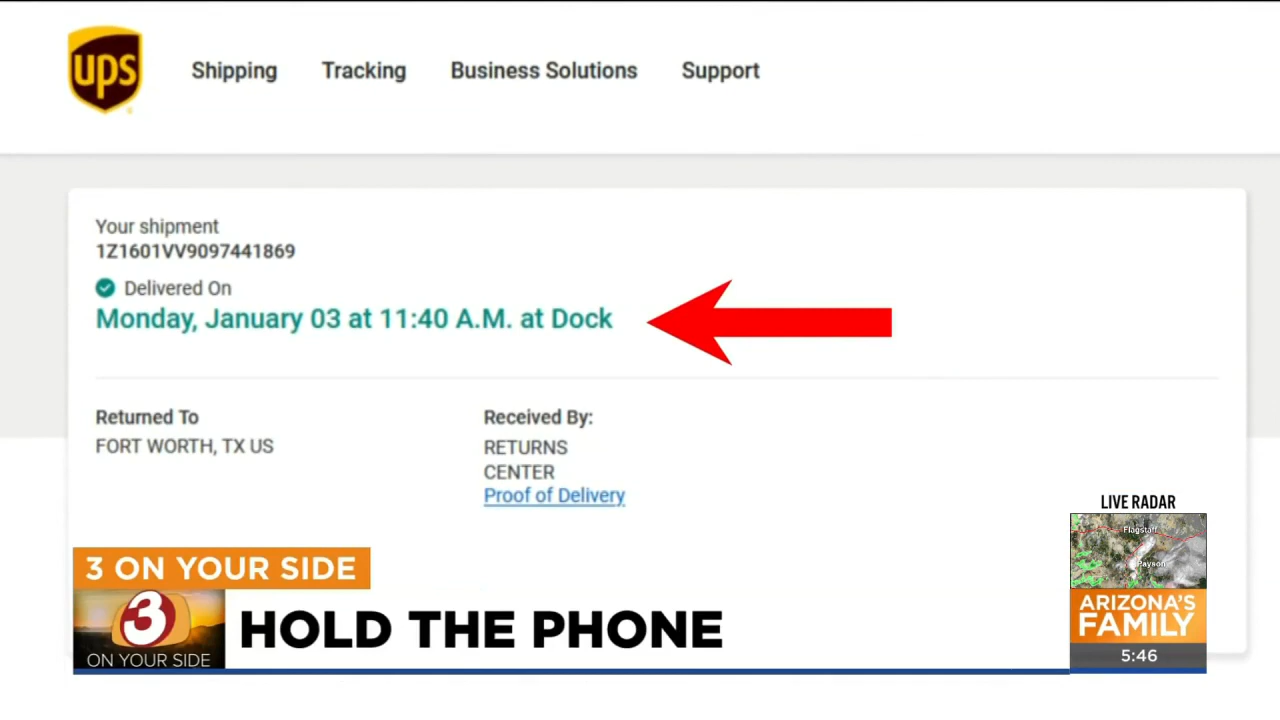 ups
Shipping Tracking Business Solutions Support
Your shipment
1Z1601VV9097441869
Delivered On
Monday, January 03 at 11:40 A.M. at Dock
Returned To
FORT WORTH, TX US
Received By:
RETURNS
CENTER
Proof of Delivery
LIVE RADAR
Flagstaff
Payson
ARIZONA'S
FAMILY
5:46
3 ON YOUR SIDE
3
ON YOUR SIDE
HOLD THE PHONE